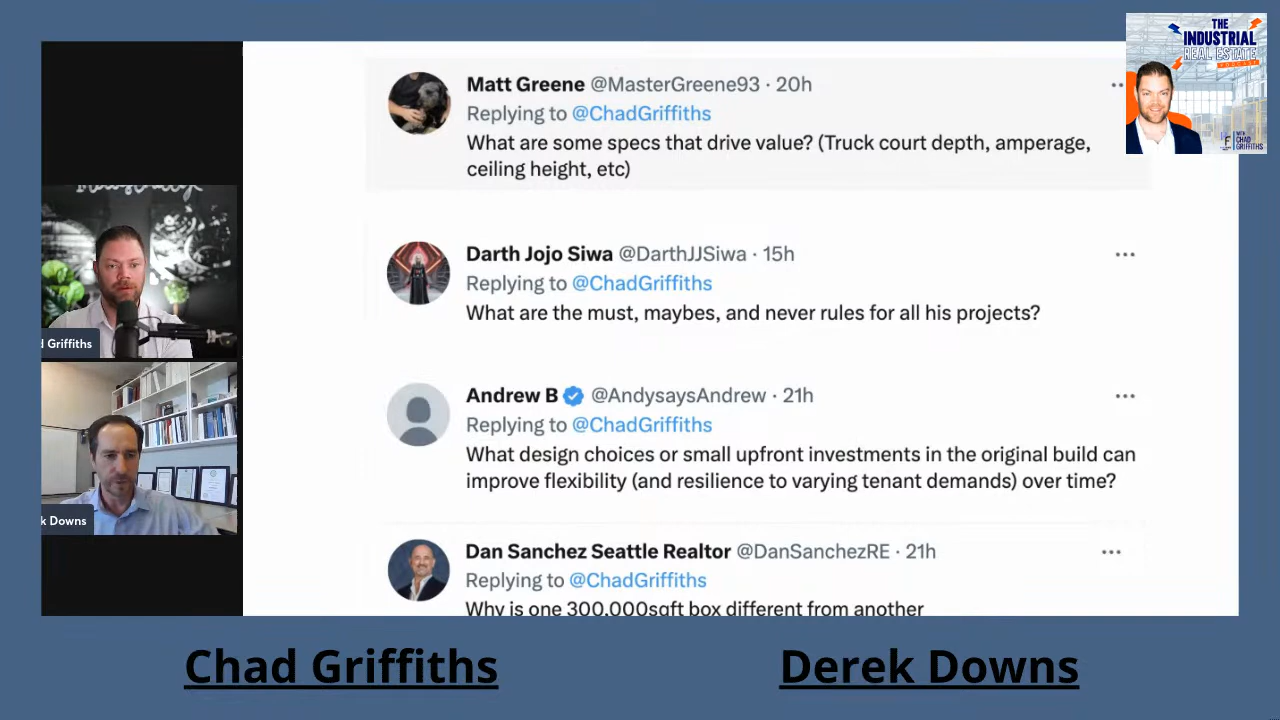 THE
INDUSTRIAL
REAL ESTATE
PODCAST
WITH
CHAD
GRIFFITHS
Matt Greene @MasterGreene93 · 20h
Replying to @ChadGriffiths
What are some specs that drive value? (Truck court depth, amperage,
ceiling height, etc)
Darth Jojo Siwa @DarthJJSiwa · 15h
Replying to @ChadGriffiths
What are the must, maybes, and never rules for all his projects?
d Griffiths
Andrew B @AndysaysAndrew · 21h
Replying to @ChadGriffiths
What design choices or small upfront investments in the original build can
improve flexibility (and resilience to varying tenant demands) over time?
k Downs
Dan Sanchez Seattle Realtor @DanSanchezRE · 21h
Replying to @ChadGriffiths
Why is one 300,000sqft box different from another
Chad Griffiths
Derek Downs